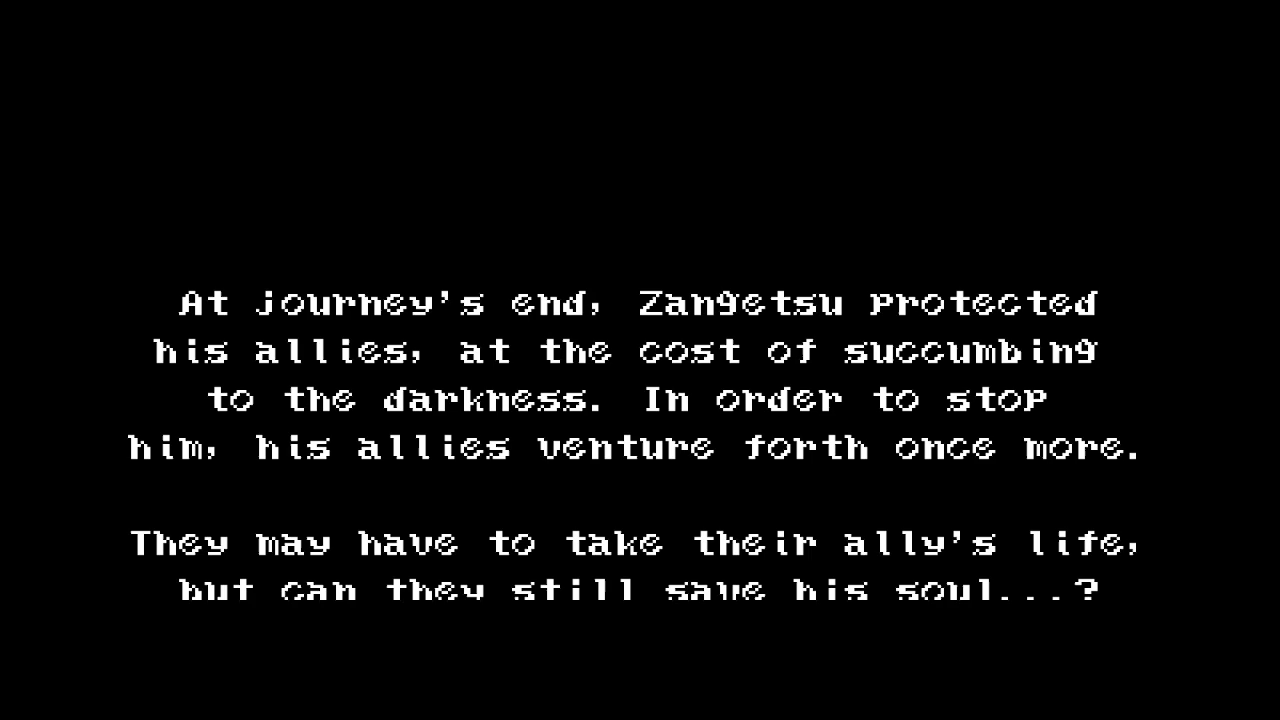 At journey's end, Zangetsu protected
his allies, at the cost of succumbing
to the darkness. In order to stop
him, his allies venture forth once more.
They may have to take their ally's life,
but can they still save his soul...?